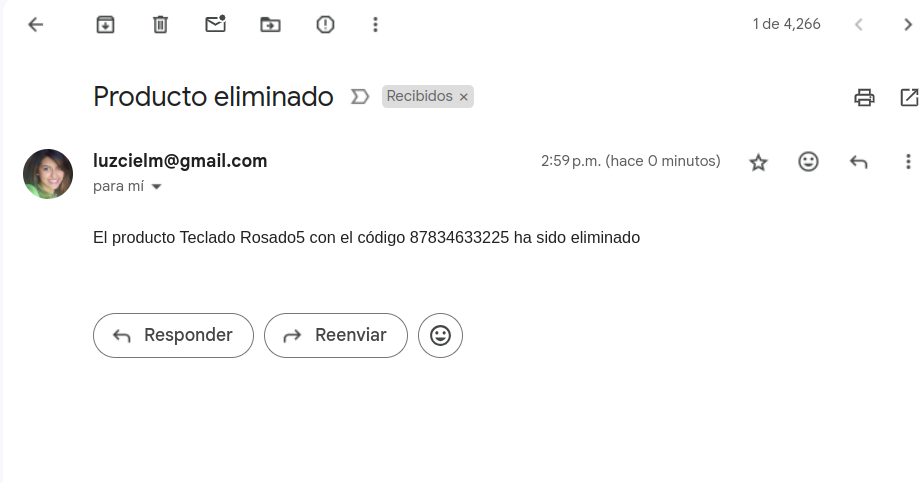 1 de 4,266
Producto eliminado
Recibidos ×
luzcielm@gmail.com
2:59 p.m. (hace 0 minutos)
para mí
El producto Teclado Rosado5 con el código 87834633225 ha sido eliminado
Responder
Reenviar